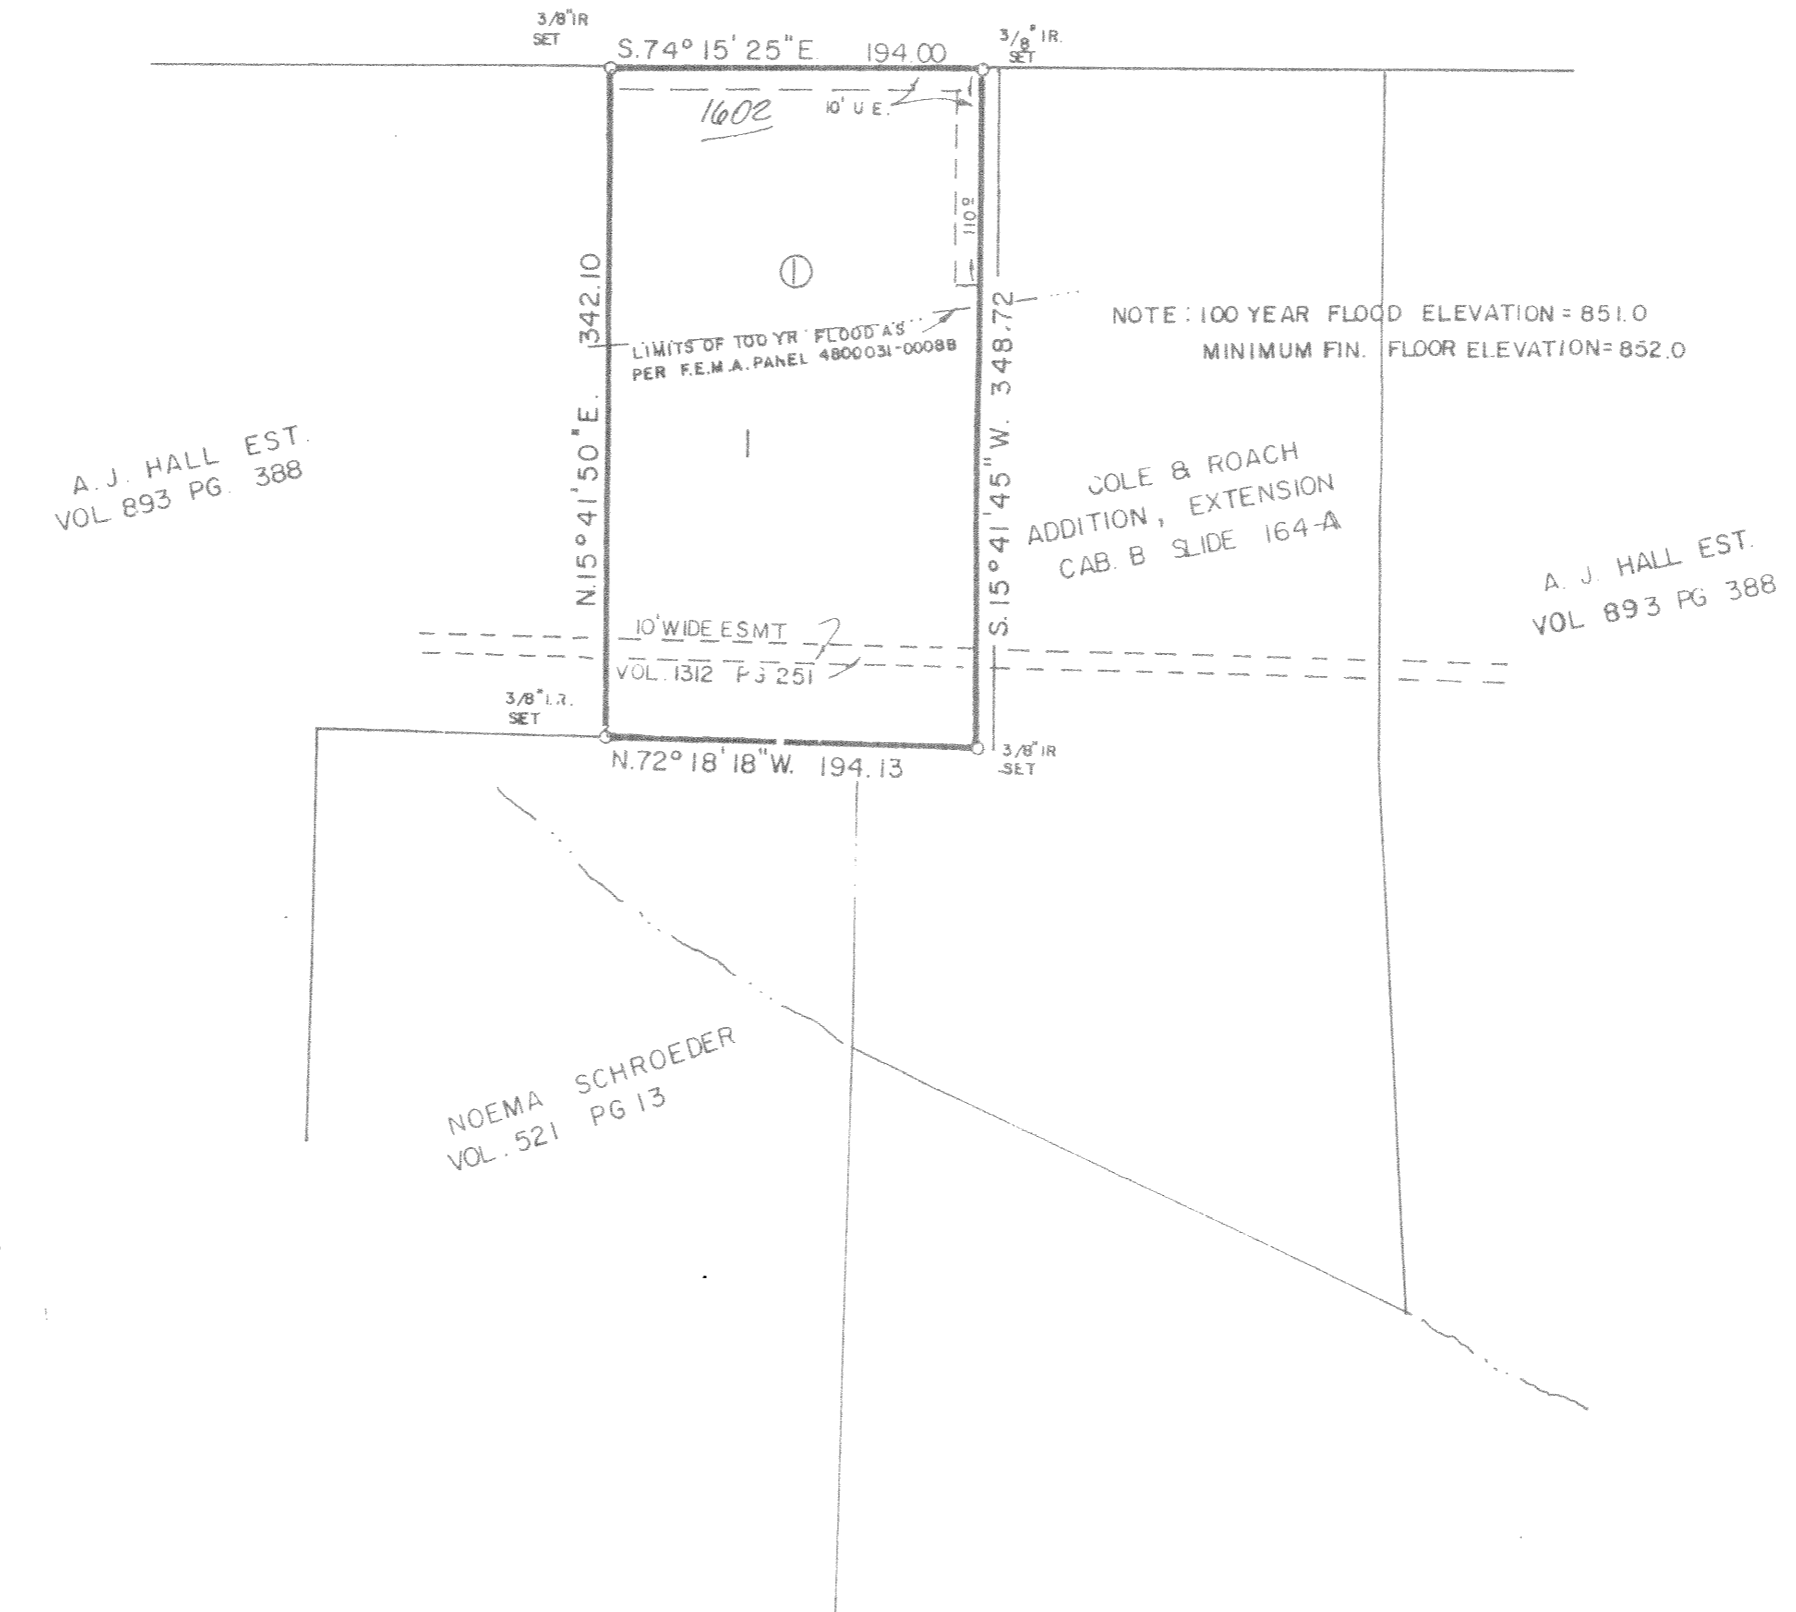 3/8"IR
SET
S.74° 15' 25"E. 194.00
3/8" IR.
SET
1602
10' U E.
110'
1
342.10
N.15° 41' 50"E.
LIMITS OF 100 YR FLOOD AS
PER F.E.M.A. PANEL 4800031-0008B
S. 15° 41' 45" W. 348.72
NOTE : 100 YEAR FLOOD ELEVATION = 851.0
MINIMUM FIN. FLOOR ELEVATION = 852.0
A. J. HALL EST.
VOL 893 PG. 388
1
COLE & ROACH
ADDITION, EXTENSION
CAB. B SLIDE 164-A
A. J. HALL EST.
VOL 893 PG 388
10' WIDE ESMT
VOL. 1312 PG 251
3/8" I.R.
SET
N.72° 18' 18"W. 194.13
3/8" IR
SET
NOEMA SCHROEDER
VOL. 521 PG 13